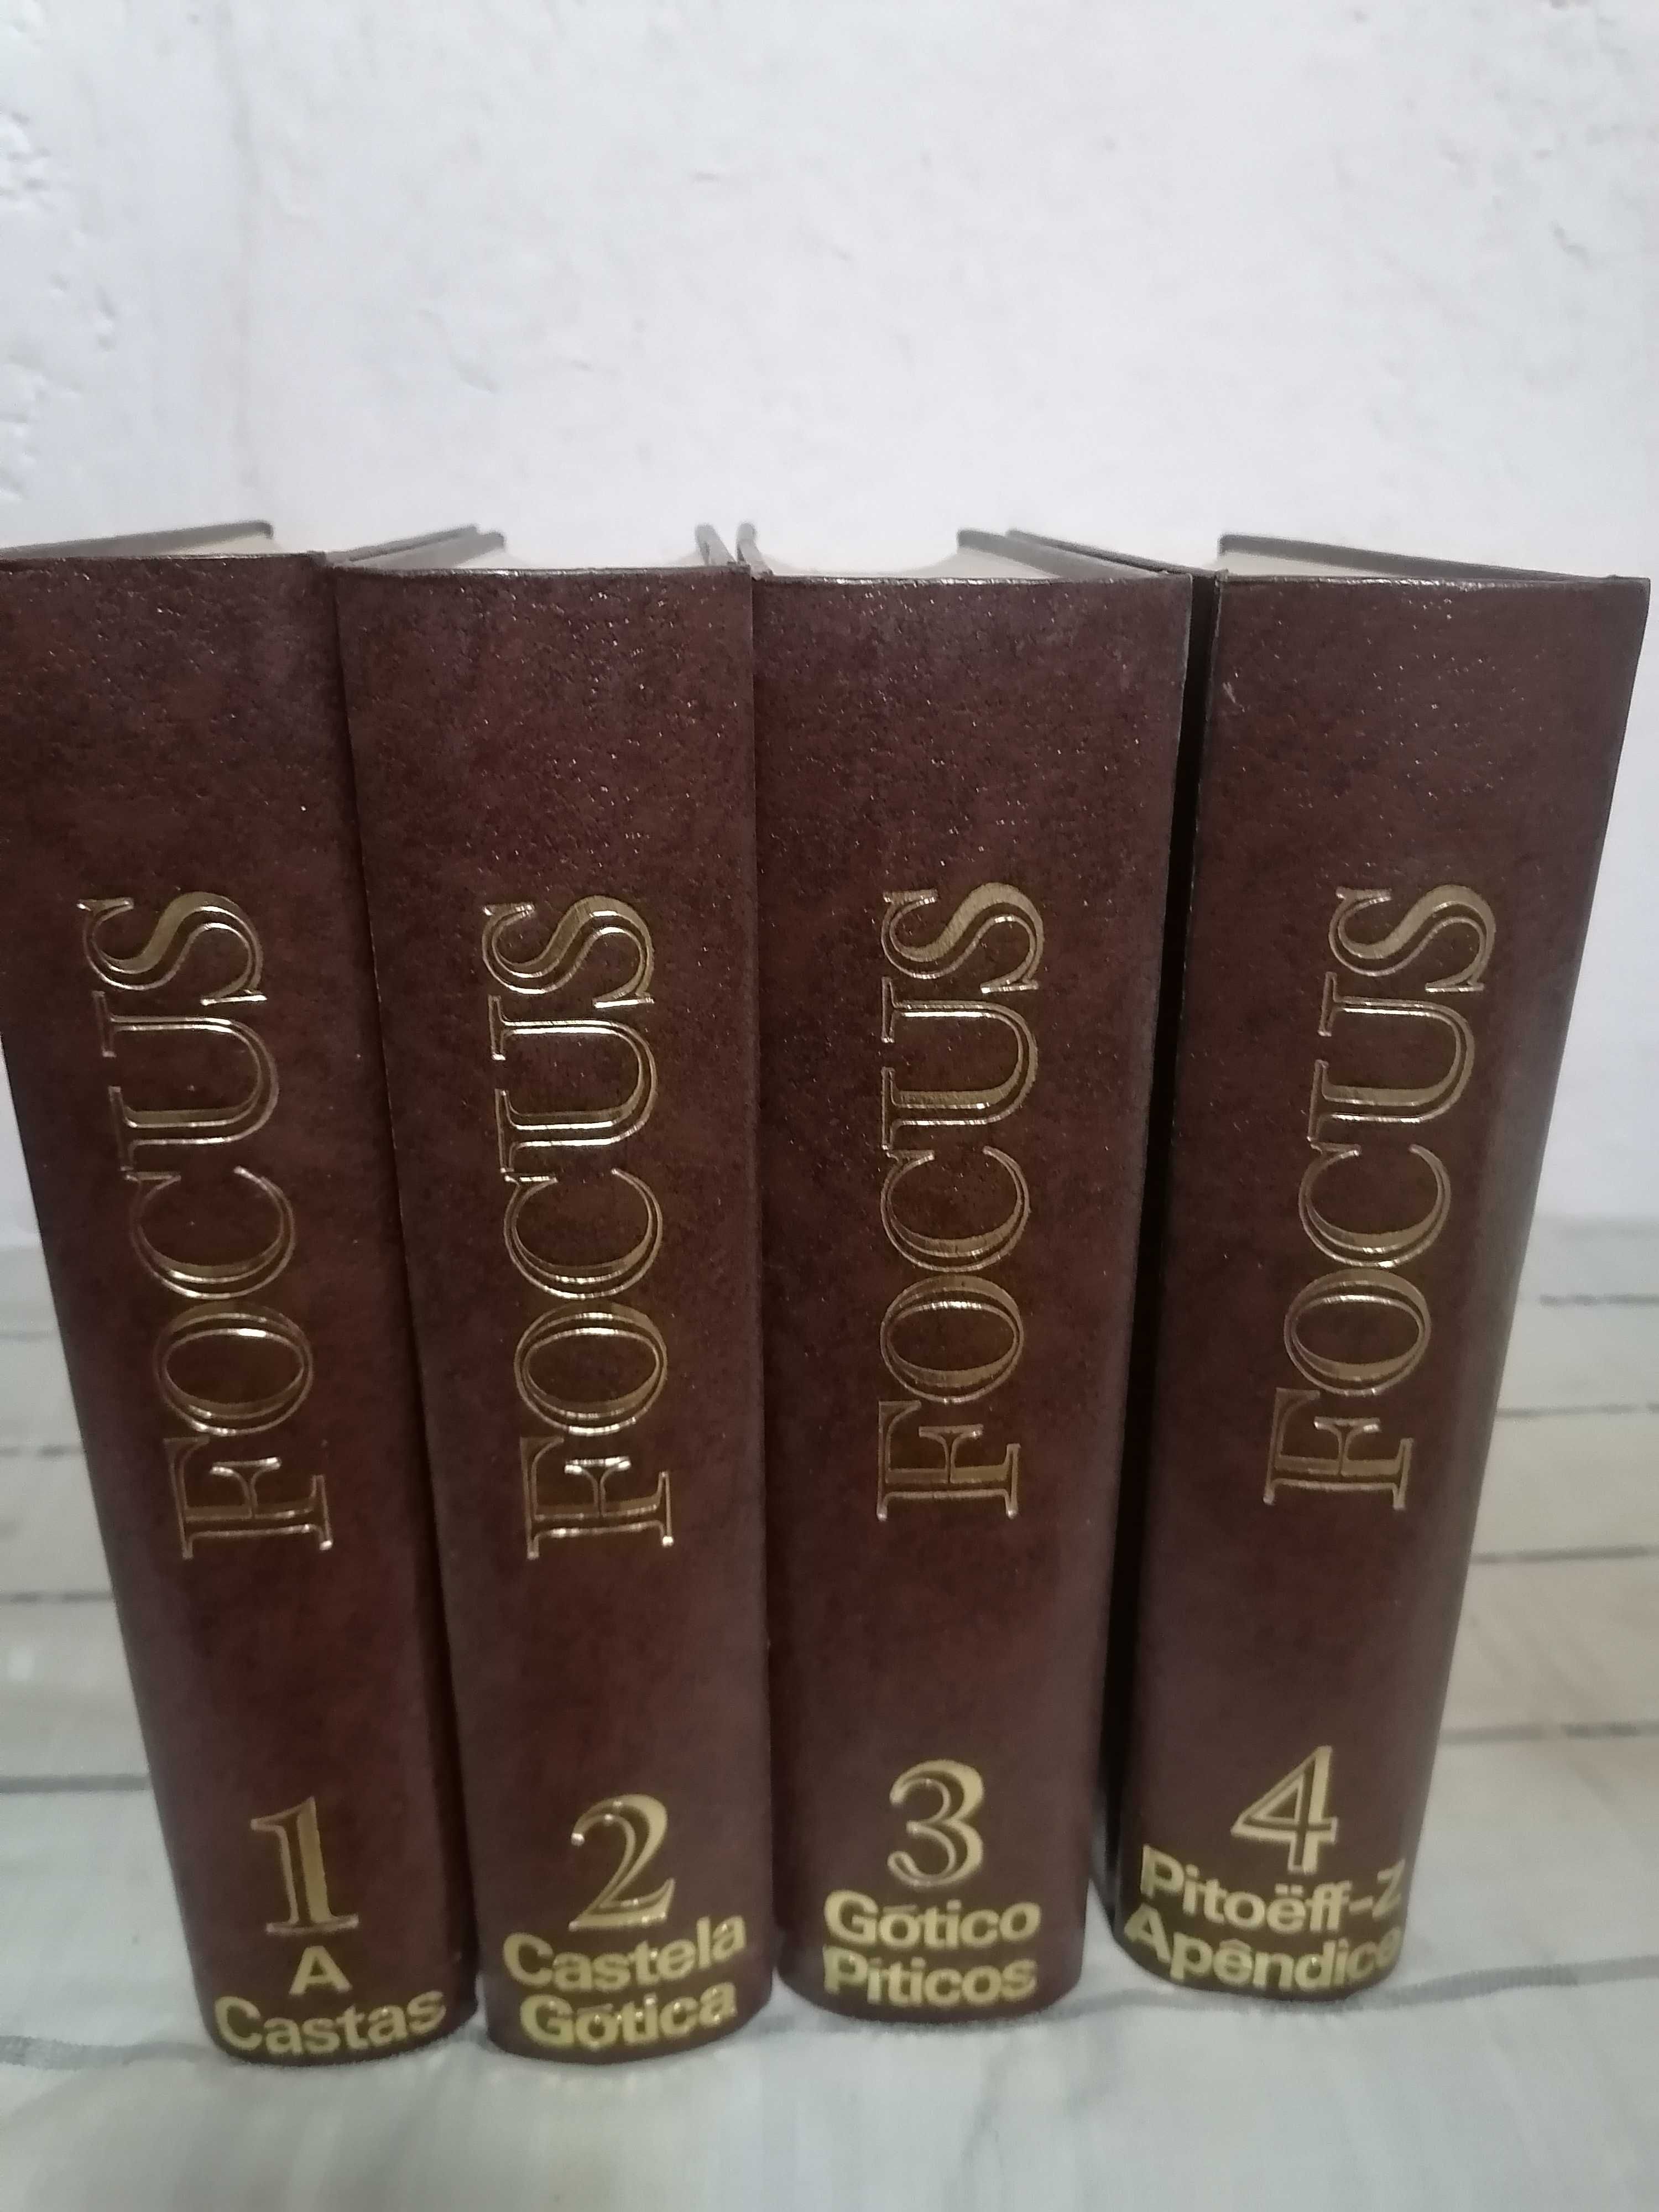 FOCUS
1
A
Castas
FOCUS
2
Castela
Gótica
FOCUS
3
Gótico
Píticos
FOCUS
4
Pitoëff-Z
Apêndice